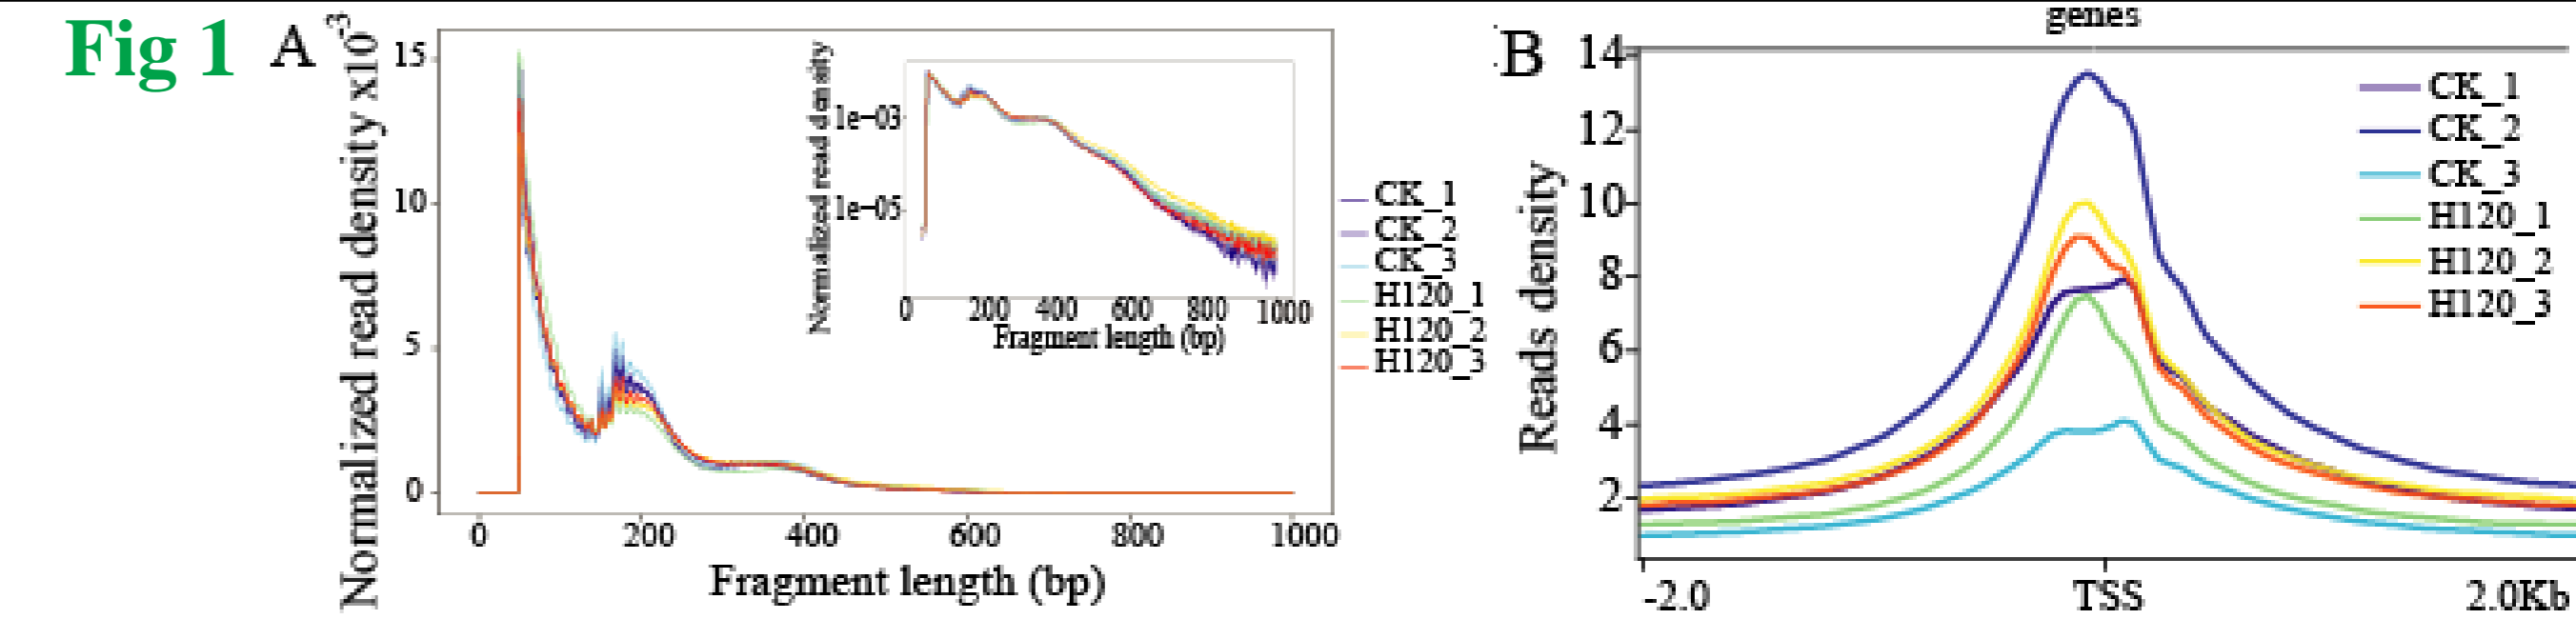 Fig 1
A
Normalized read density x10-3
15
10
5
0
0 200 400 600 800 1000
Fragment length (bp)
Normalized read density
1e-03
1e-05
0 200 400 600 800 1000
Fragment length (bp)
CK_1
CK_2
CK_3
H120_1
H120_2
H120_3
B
genes
Reads density
14
12
10
8
6
4
2
-2.0 TSS 2.0Kb
CK_1
CK_2
CK_3
H120_1
H120_2
H120_3